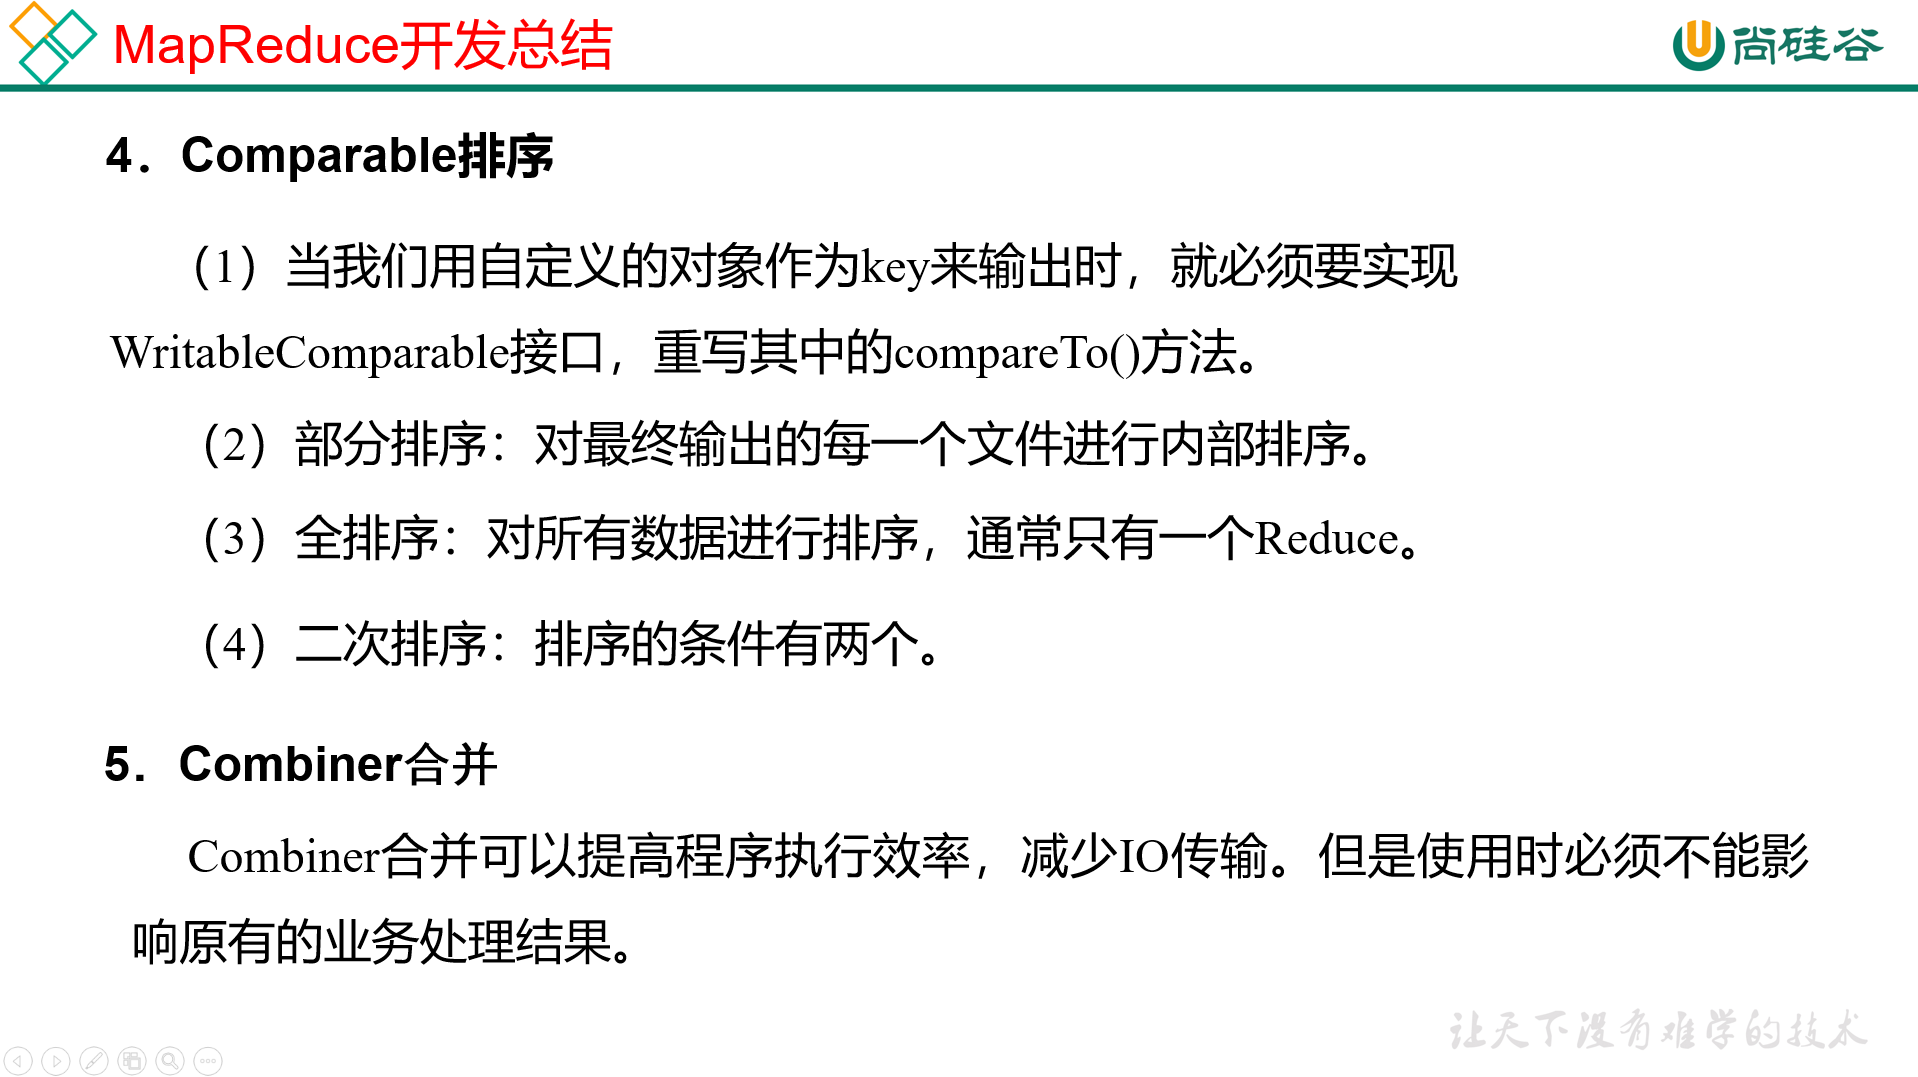 MapReduce开发总结
尚硅谷
4．Comparable排序
（1）当我们用自定义的对象作为key来输出时，就必须要实现
WritableComparable接口，重写其中的compareTo()方法。
（2）部分排序：对最终输出的每一个文件进行内部排序。
（3）全排序：对所有数据进行排序，通常只有一个Reduce。
（4）二次排序：排序的条件有两个。
5．Combiner合并
Combiner合并可以提高程序执行效率，减少IO传输。但是使用时必须不能影
响原有的业务处理结果。
让天下没有难学的技术